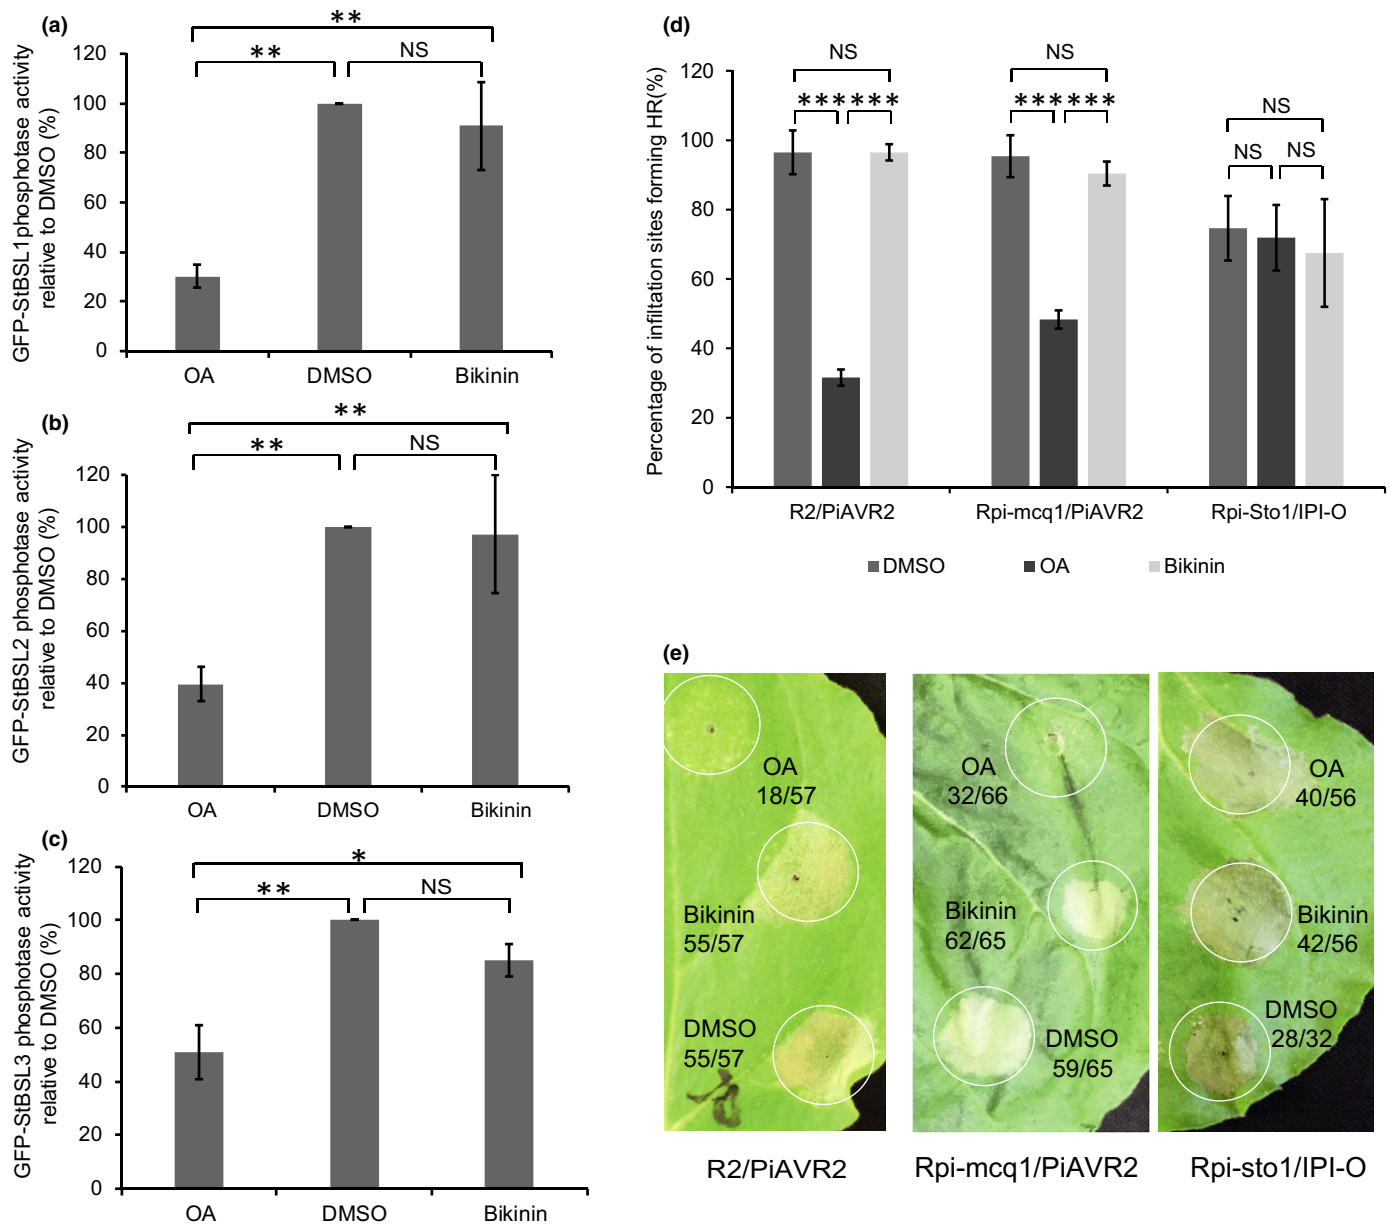 (a)
GFP-StBSL1phosphotase activity
relative to DMSO (%)
**
**
NS
120
100
80
60
40
20
0
OA
DMSO
Bikinin
(b)
GFP-StBSL2 phosphotase activity
relative to DMSO (%)
**
**
NS
120
100
80
60
40
20
0
OA
DMSO
Bikinin
(c)
GFP-StBSL3 phosphotase activity
relative to DMSO (%)
*
**
NS
120
100
80
60
40
20
0
OA
DMSO
Bikinin
(d)
Percentage of infiltation sites forming HR(%)
120
100
80
60
40
20
0
NS
*** ***
NS
*** ***
NS
NS
NS
R2/PiAVR2
Rpi-mcq1/PiAVR2
Rpi-Sto1/IPI-O
DMSO
OA
Bikinin
(e)
OA
18/57
Bikinin
55/57
DMSO
55/57
R2/PiAVR2
OA
32/66
Bikinin
62/65
DMSO
59/65
Rpi-mcq1/PiAVR2
OA
40/56
Bikinin
42/56
DMSO
28/32
Rpi-sto1/IPI-O